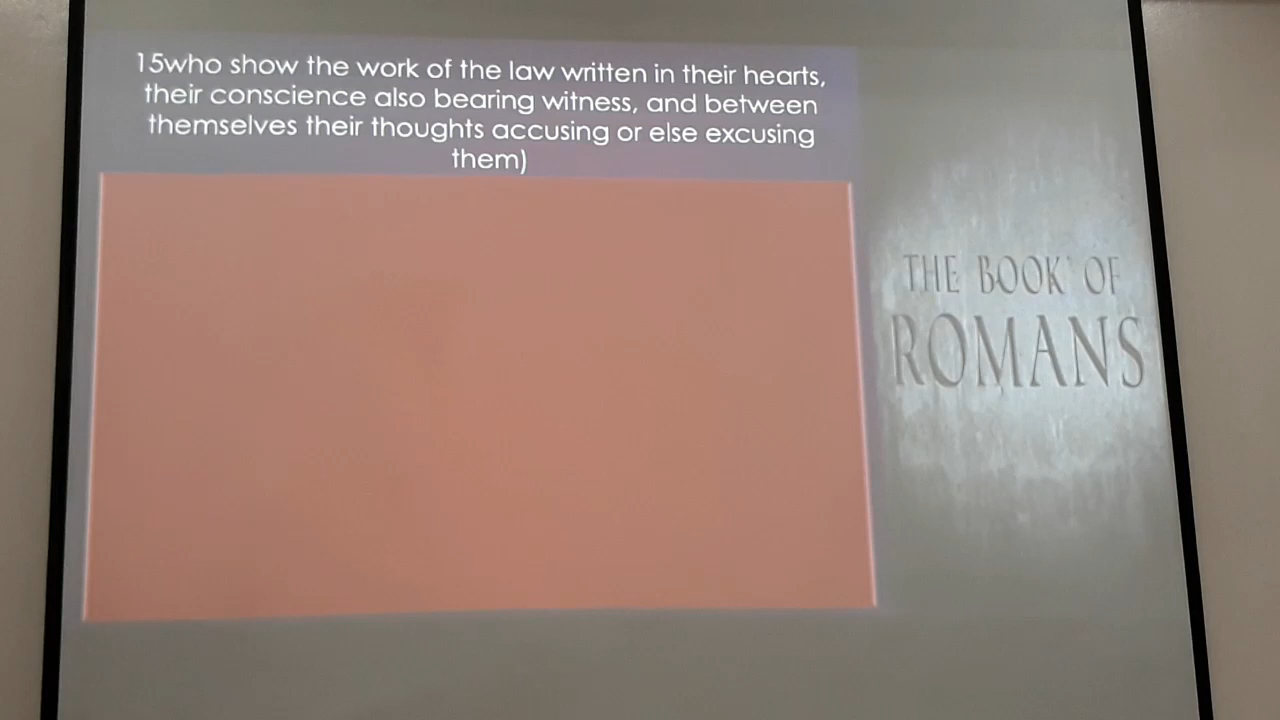 15who show the work of the law written in their hearts,
their conscience also bearing witness, and between
themselves their thoughts accusing or else excusing
them)
THE BOOK OF
ROMANS